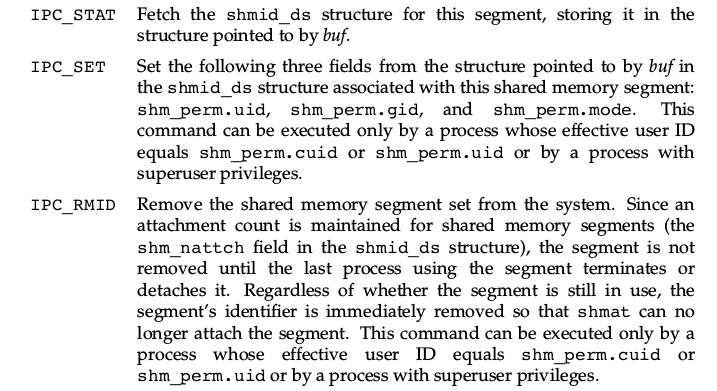 IPC_STAT Fetch the shmid_ds structure for this segment, storing it in the
structure pointed to by buf.
IPC_SET Set the following three fields from the structure pointed to by buf in
the shmid_ds structure associated with this shared memory segment:
shm_perm.uid, shm_perm.gid, and shm_perm.mode. This
command can be executed only by a process whose effective user ID
equals shm_perm.cuid or shm_perm.uid or by a process with
superuser privileges.
IPC_RMID Remove the shared memory segment set from the system. Since an
attachment count is maintained for shared memory segments (the
shm_nattch field in the shmid_ds structure), the segment is not
removed until the last process using the segment terminates or
detaches it. Regardless of whether the segment is still in use, the
segment's identifier is immediately removed so that shmat can no
longer attach the segment. This command can be executed only by a
process whose effective user ID equals shm_perm.cuid or
shm_perm.uid or by a process with superuser privileges.